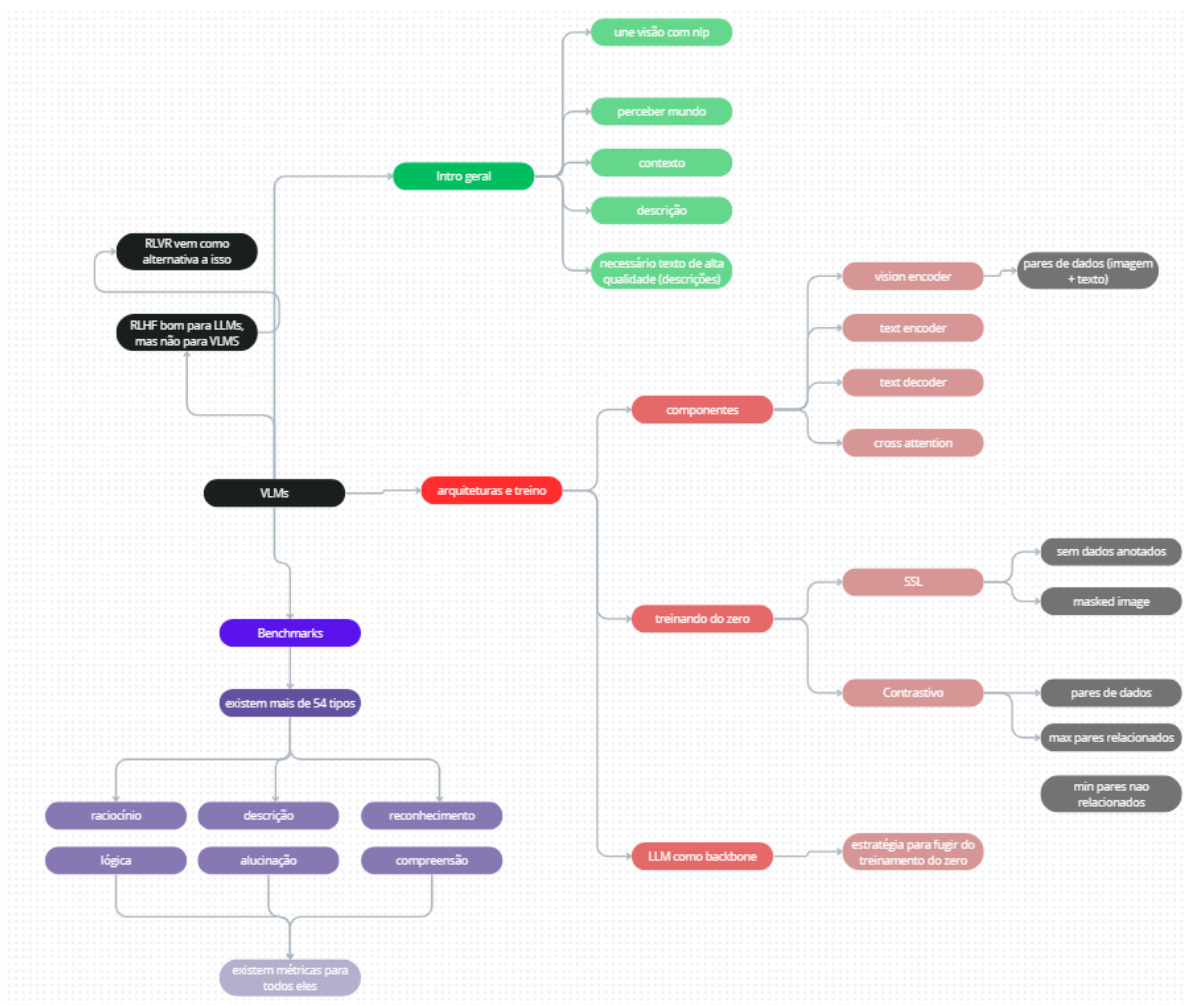 une visão com nlp
perceber mundo
contexto
Intro geral
descrição
necessário texto de alta
qualidade (descrições)
RLVR vem como
alternativa a isso
RLHF bom para LLMs,
mas não para VLMS
vision encoder
pares de dados (imagem
+ texto)
text encoder
text decoder
componentes
cross attention
VLMs
arquiteturas e treino
sem dados anotados
SSL
masked image
treinando do zero
Contrastivo
pares de dados
max pares relacionados
min pares nao
relacionados
LLM como backbone
estratégia para fugir do
treinamento do zero
Benchmarks
existem mais de 54 tipos
raciocínio
descrição
reconhecimento
lógica
alucinação
compreensão
existem métricas para
todos eles